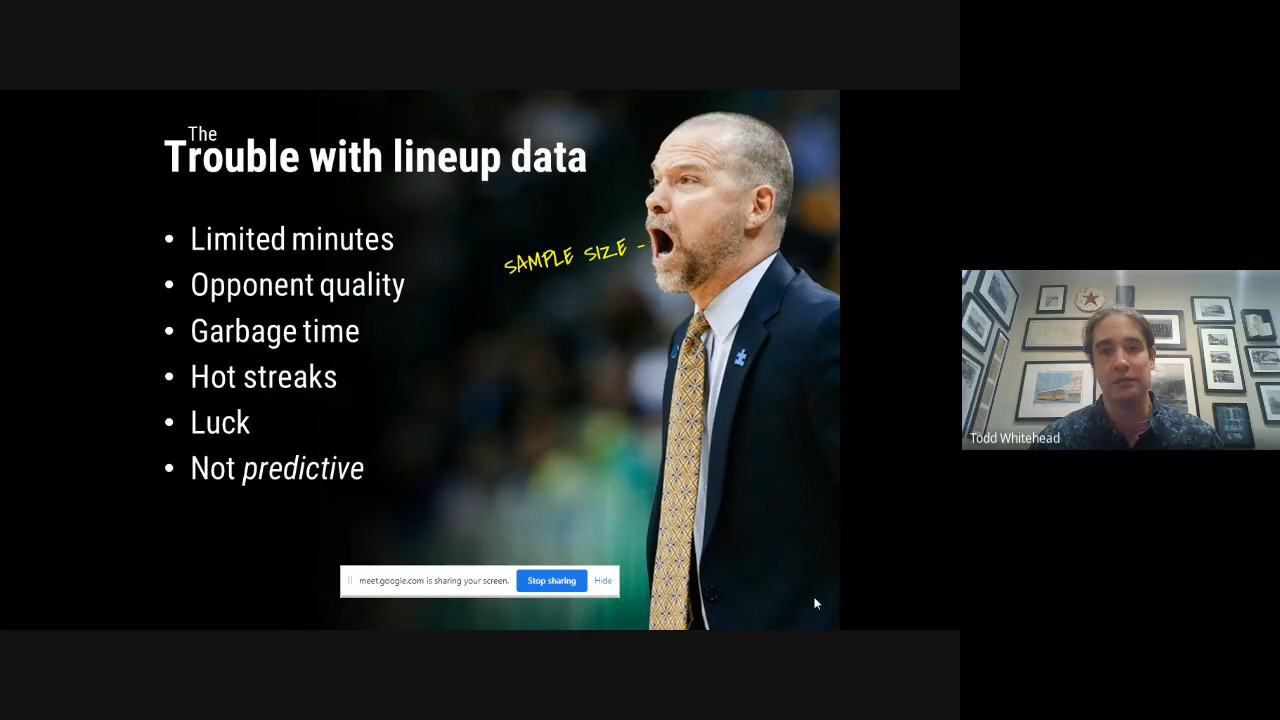 The
Trouble with lineup data
• Limited minutes
• Opponent quality
• Garbage time
• Hot streaks
• Luck
• Not predictive
SAMPLE SIZE -
meet.google.com is sharing your screen.
Stop sharing
Hide
Todd Whitehead